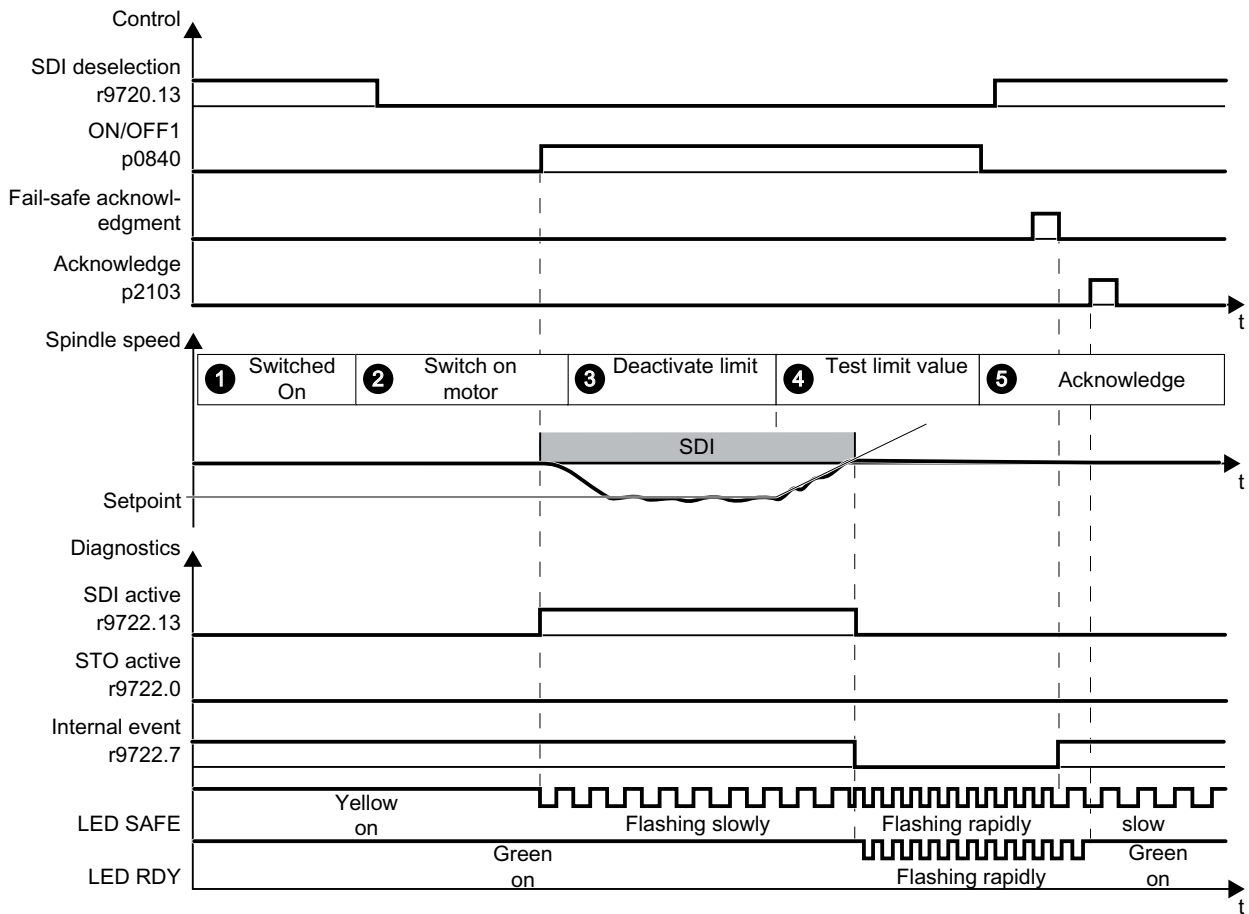 Control
SDI deselection
r9720.13
ON/OFF1
p0840
Fail-safe acknowl-
edgment
Acknowledge
p2103
t
Spindle speed
1 Switched
On
2 Switch on
motor
3 Deactivate limit
4 Test limit value
5 Acknowledge
SDI
t
Setpoint
Diagnostics
SDI active
r9722.13
STO active
r9722.0
Internal event
r9722.7
LED SAFE
Yellow
on
Flashing slowly
Flashing rapidly
slow
LED RDY
Green
on
Flashing rapidly
Green
on
t